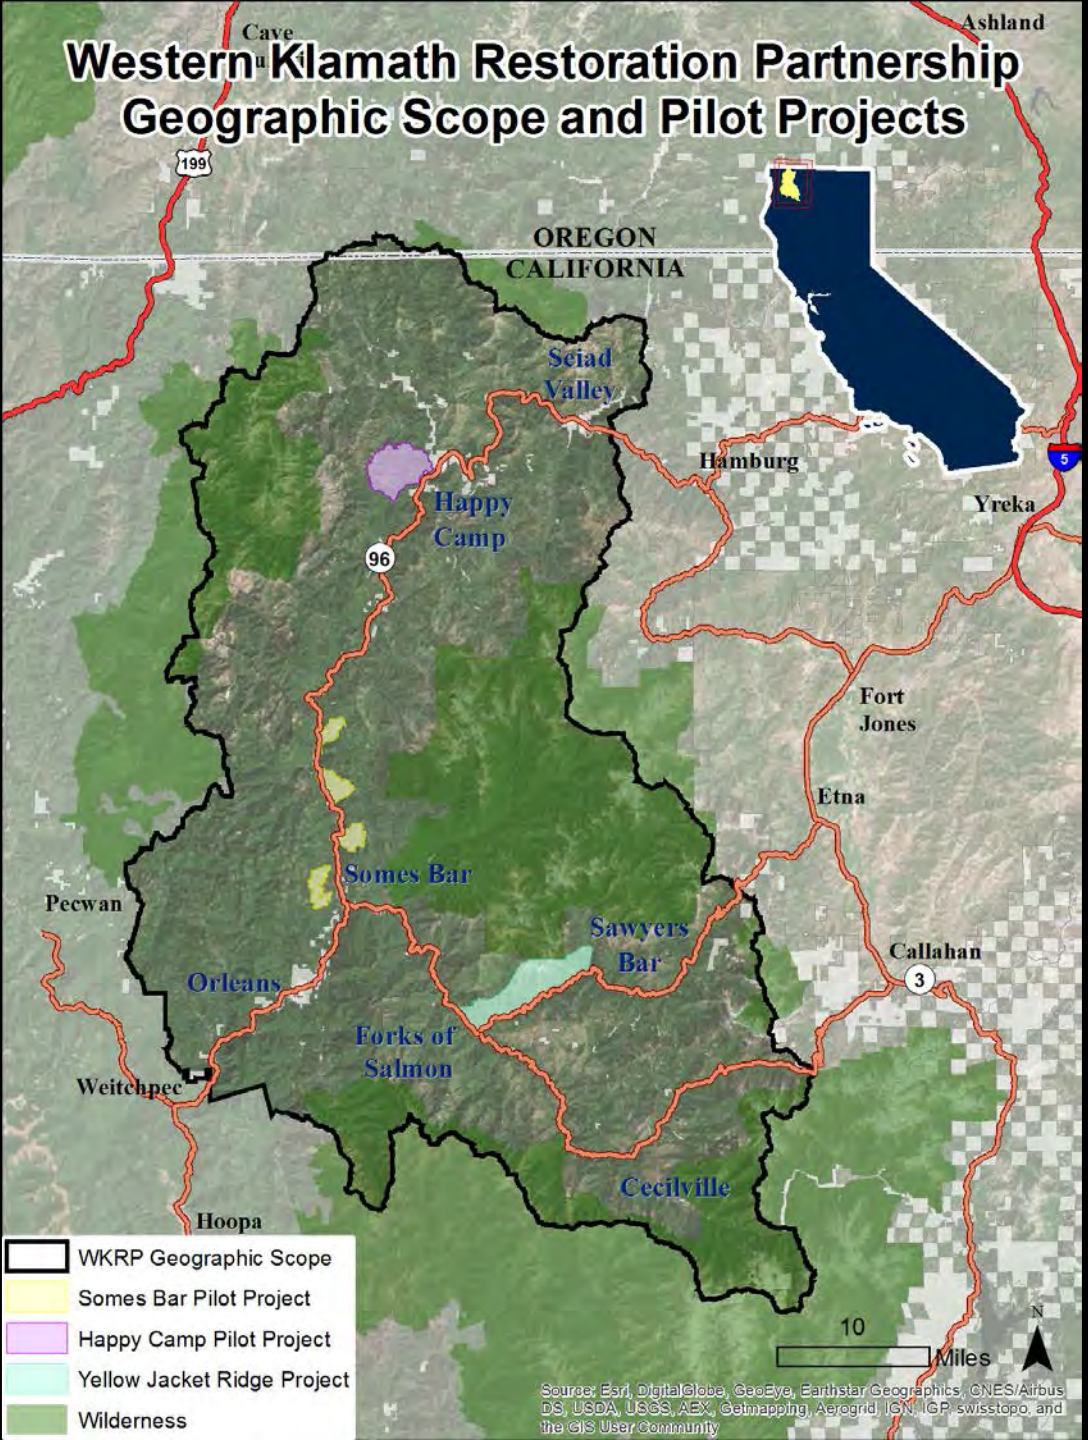 Cave
Ashland
Western Klamath Restoration Partnership
Geographic Scope and Pilot Projects
199
OREGON
CALIFORNIA
Seiad
Valley
Hamburg
5
Yreka
Happy
Camp
96
Fort
Jones
Etna
Somes Bar
Pecwan
Sawyers
Bar
Callahan
3
Orleans
Forks of
Salmon
Weitchpec
Cecilville
Hoopa
WKRP Geographic Scope
Somes Bar Pilot Project
Happy Camp Pilot Project
Yellow Jacket Ridge Project
Wilderness
10
Miles
N
Source: Esri, DigitalGlobe, GeoEye, Earthstar Geographics, CNES/Airbus
DS, USDA, USGS, AEX, Getmapping, Aerogrid, IGN, IGP, swisstopo, and
the GIS User Community